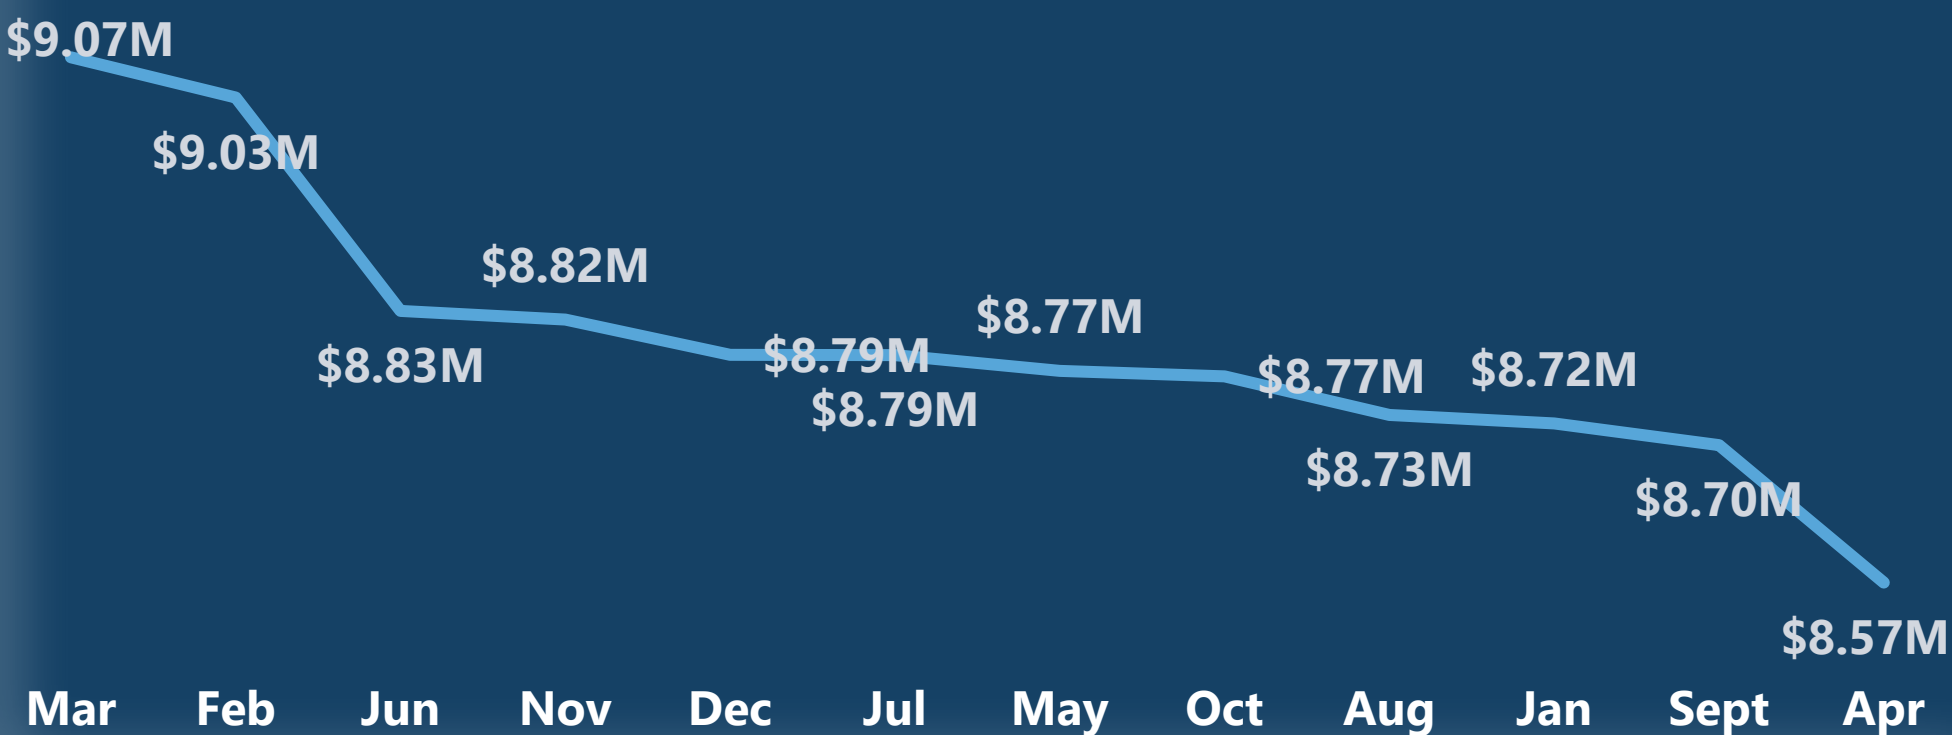 $9.07M
$9.03M
$8.83M
$8.82M
$8.79M
$8.79M
$8.77M
$8.77M
$8.73M
$8.72M
$8.70M
$8.57M
Mar Feb Jun Nov Dec Jul May Oct Aug Jan Sept Apr